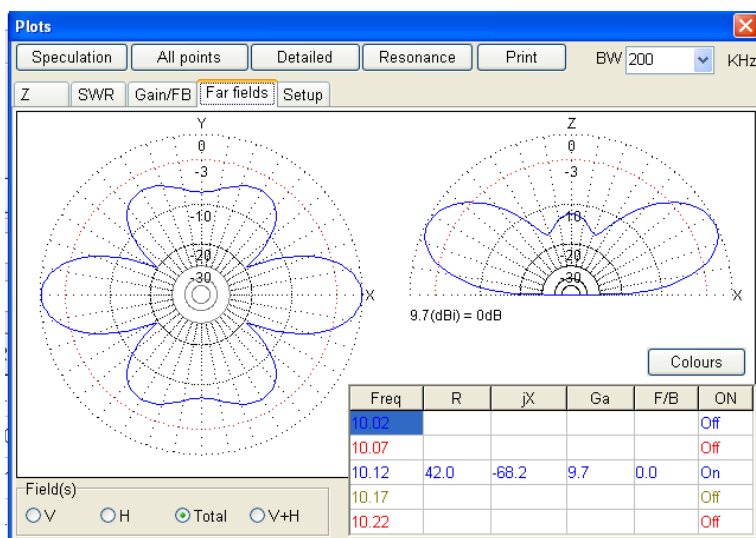 Plots
Speculation All points Detailed Resonance Print BW 200 KHz
Z SWR Gain/FB Far fields Setup
Y
0
-3
-10
-20
-30
X
Z
0
-3
-10
-20
-30
X
9.7(dBi) = 0dB
Colours
Freq R jX Ga F/B ON
10.02 Off
10.07 Off
10.12 42.0 -68.2 9.7 0.0 On
10.17 Off
10.22 Off
Field(s)
V H Total V+H